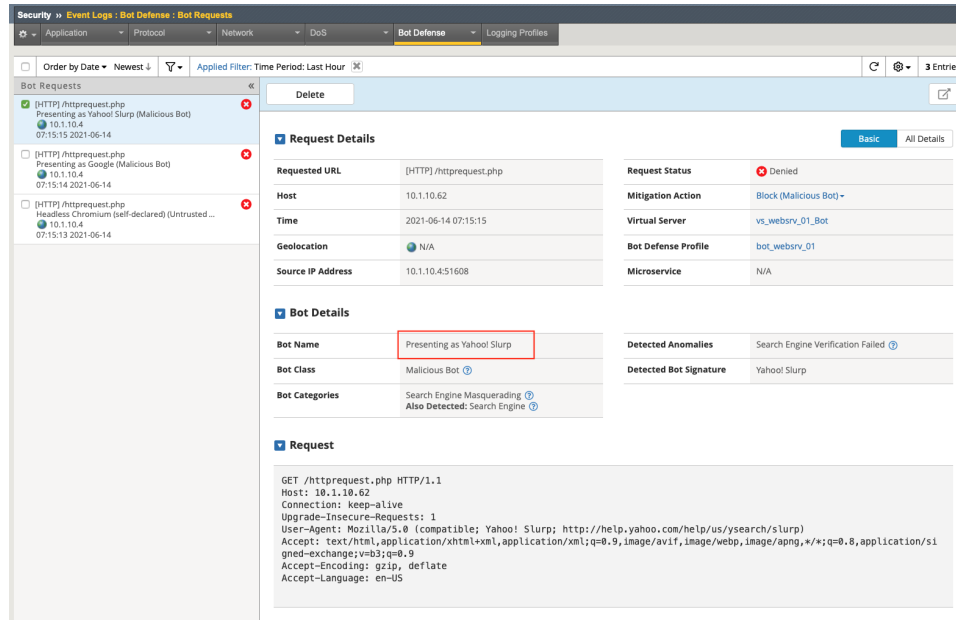 Security » Event Logs : Bot Defense : Bot Requests
Application Protocol Network DoS Bot Defense Logging Profiles
Order by Date Newest ↓ Applied Filter: Time Period: Last Hour 3 Entrie
Bot Requests «
[HTTP] /httprequest.php
Presenting as Yahoo! Slurp (Malicious Bot)
10.1.10.4
07:15:15 2021-06-14
[HTTP] /httprequest.php
Presenting as Google (Malicious Bot)
10.1.10.4
07:15:14 2021-06-14
[HTTP] /httprequest.php
Headless Chromium (self-declared) (Untrusted ...
10.1.10.4
07:15:13 2021-06-14
Delete
Request Details Basic All Details
Requested URL [HTTP] /httprequest.php Request Status Denied
Host 10.1.10.62 Mitigation Action Block (Malicious Bot)
Time 2021-06-14 07:15:15 Virtual Server vs_websrv_01_Bot
Geolocation N/A Bot Defense Profile bot_websrv_01
Source IP Address 10.1.10.4:51608 Microservice N/A
Bot Details
Bot Name Presenting as Yahoo! Slurp Detected Anomalies Search Engine Verification Failed ?
Bot Class Malicious Bot ? Detected Bot Signature Yahoo! Slurp
Bot Categories Search Engine Masquerading ?
Also Detected: Search Engine ?
Request
GET /httprequest.php HTTP/1.1
Host: 10.1.10.62
Connection: keep-alive
Upgrade-Insecure-Requests: 1
User-Agent: Mozilla/5.0 (compatible; Yahoo! Slurp; http://help.yahoo.com/help/us/ysearch/slurp)
Accept: text/html,application/xhtml+xml,application/xml;q=0.9,image/avif,image/webp,image/apng,*/*;q=0.8,application/si
gned-exchange;v=b3;q=0.9
Accept-Encoding: gzip, deflate
Accept-Language: en-US